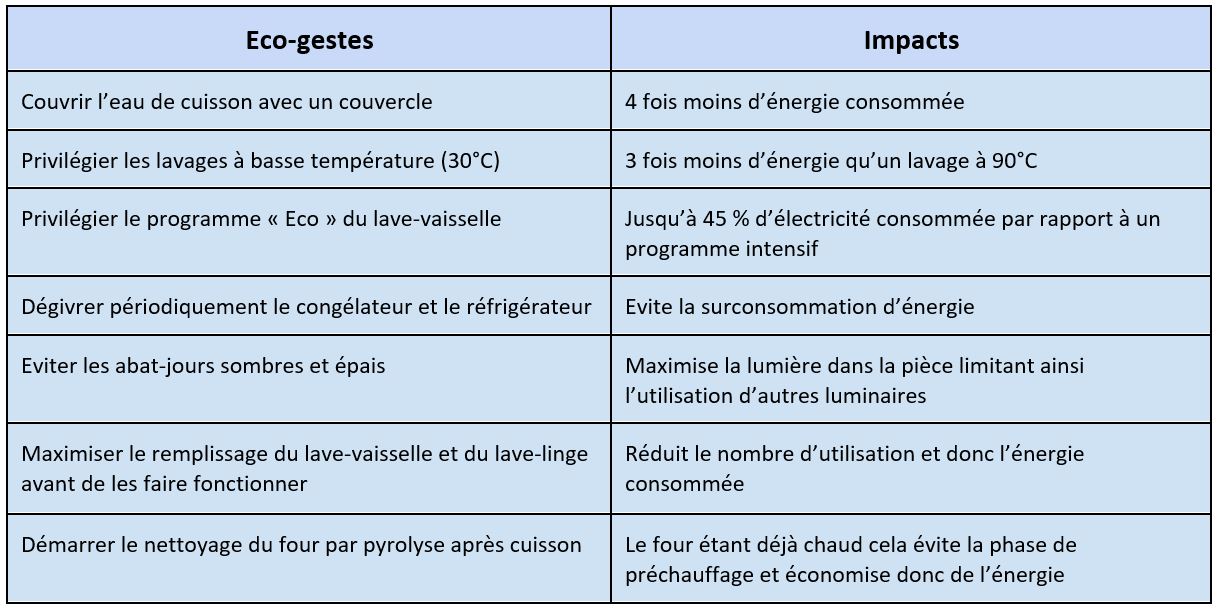 Eco-gestes
Impacts
Couvrir l’eau de cuisson avec un couvercle
4 fois moins d’énergie consommée
Privilégier les lavages à basse température (30°C)
3 fois moins d’énergie qu’un lavage à 90°C
Privilégier le programme « Eco » du lave-vaisselle
Jusqu’à 45 % d’électricité consommée par rapport à un
programme intensif
Dégivrer périodiquement le congélateur et le réfrigérateur
Evite la surconsommation d’énergie
Eviter les abat-jours sombres et épais
Maximise la lumière dans la pièce limitant ainsi
l’utilisation d’autres luminaires
Maximiser le remplissage du lave-vaisselle et du lave-linge
avant de les faire fonctionner
Réduit le nombre d’utilisation et donc l’énergie
consommée
Démarrer le nettoyage du four par pyrolyse après cuisson
Le four étant déjà chaud cela évite la phase de
préchauffage et économise donc de l’énergie